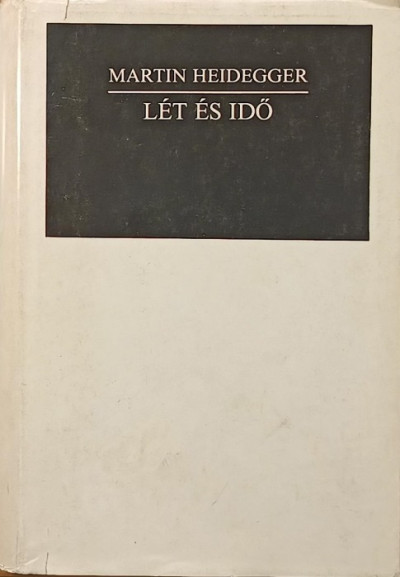 MARTIN HEIDEGGER
LÉT ÉS IDŐ